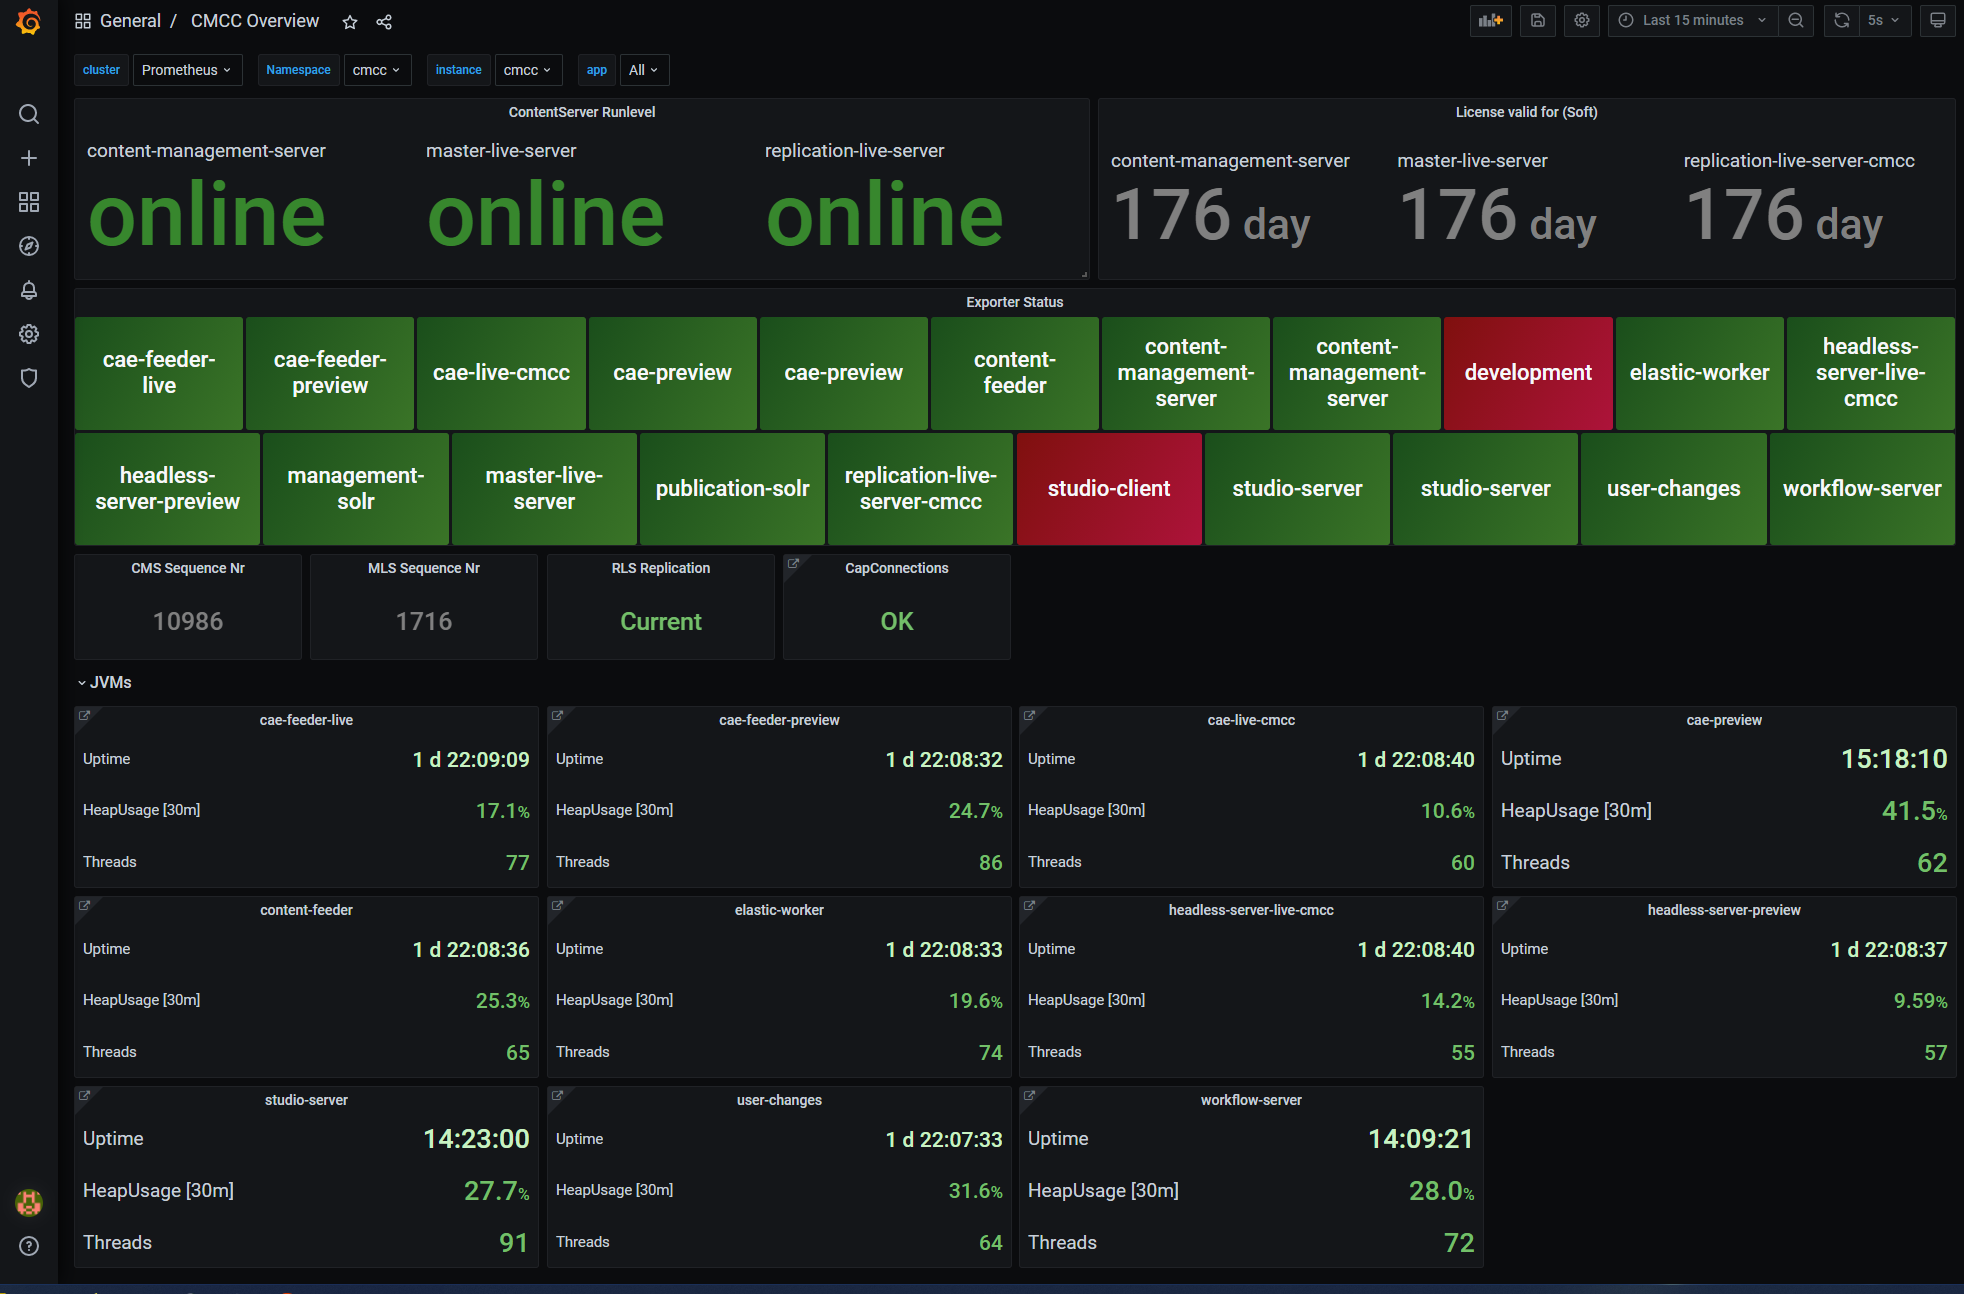 General / CMCC Overview
Last 15 minutes
5s
cluster Prometheus Namespace cmcc instance cmcc app All
ContentServer Runlevel
content-management-server master-live-server replication-live-server
online online online
License valid for (Soft)
content-management-server master-live-server replication-live-server-cmcc
176 day 176 day 176 day
Exporter Status
cae-feeder-
live
cae-feeder-
preview
cae-live-cmcc
cae-preview
cae-preview
content-
feeder
content-
management-
server
content-
management-
server
development
elastic-worker
headless-
server-live-
cmcc
headless-
server-preview
management-
solr
master-live-
server
publication-solr
replication-live-
server-cmcc
studio-client
studio-server
studio-server
user-changes
workflow-server
CMS Sequence Nr
10986
MLS Sequence Nr
1716
RLS Replication
Current
CapConnections
OK
JVMs
cae-feeder-live
Uptime 1 d 22:09:09
HeapUsage [30m] 17.1%
Threads 77
cae-feeder-preview
Uptime 1 d 22:08:32
HeapUsage [30m] 24.7%
Threads 86
cae-live-cmcc
Uptime 1 d 22:08:40
HeapUsage [30m] 10.6%
Threads 60
cae-preview
Uptime 15:18:10
HeapUsage [30m] 41.5%
Threads 62
content-feeder
Uptime 1 d 22:08:36
HeapUsage [30m] 25.3%
Threads 65
elastic-worker
Uptime 1 d 22:08:33
HeapUsage [30m] 19.6%
Threads 74
headless-server-live-cmcc
Uptime 1 d 22:08:40
HeapUsage [30m] 14.2%
Threads 55
headless-server-preview
Uptime 1 d 22:08:37
HeapUsage [30m] 9.59%
Threads 57
studio-server
Uptime 14:23:00
HeapUsage [30m] 27.7%
Threads 91
user-changes
Uptime 1 d 22:07:33
HeapUsage [30m] 31.6%
Threads 64
workflow-server
Uptime 14:09:21
HeapUsage [30m] 28.0%
Threads 72